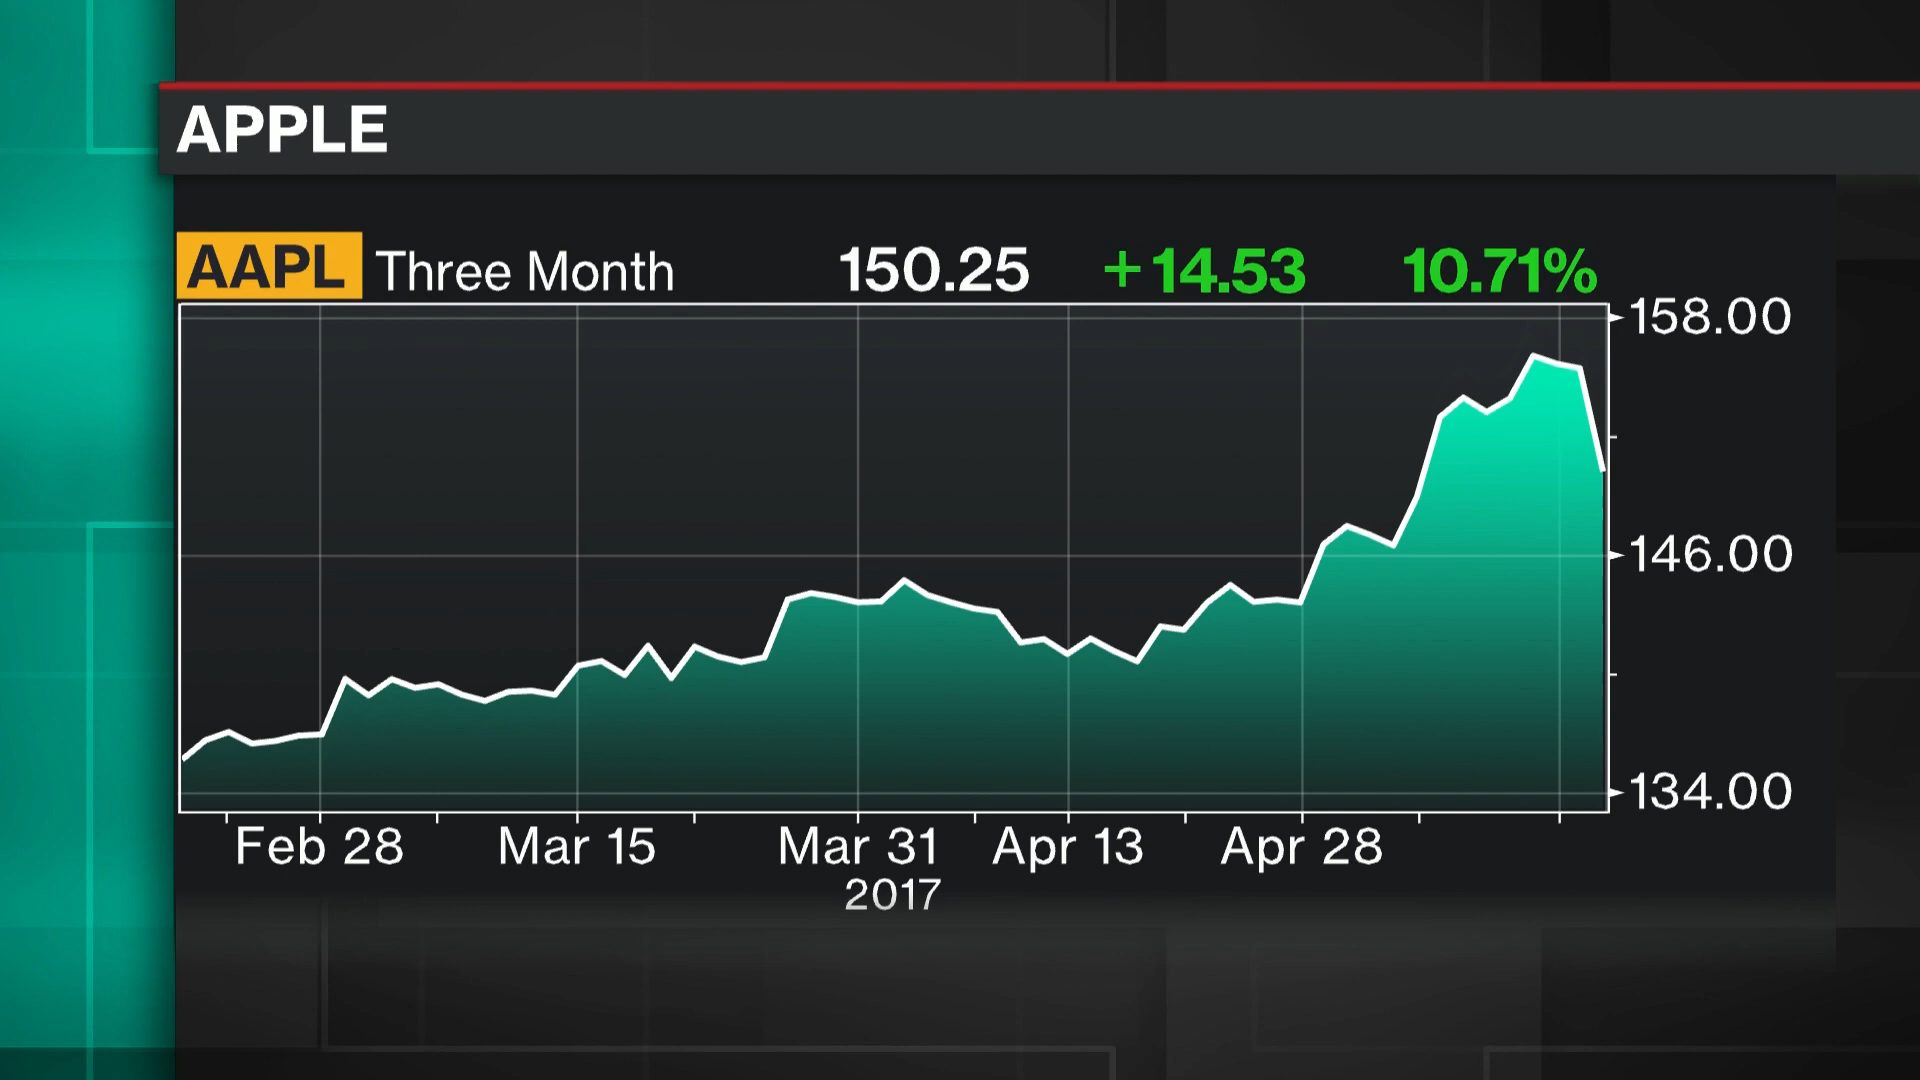 APPLE
AAPL Three Month 150.25 +14.53 10.71%
158.00
146.00
134.00
Feb 28 Mar 15 Mar 31 Apr 13 Apr 28
2017